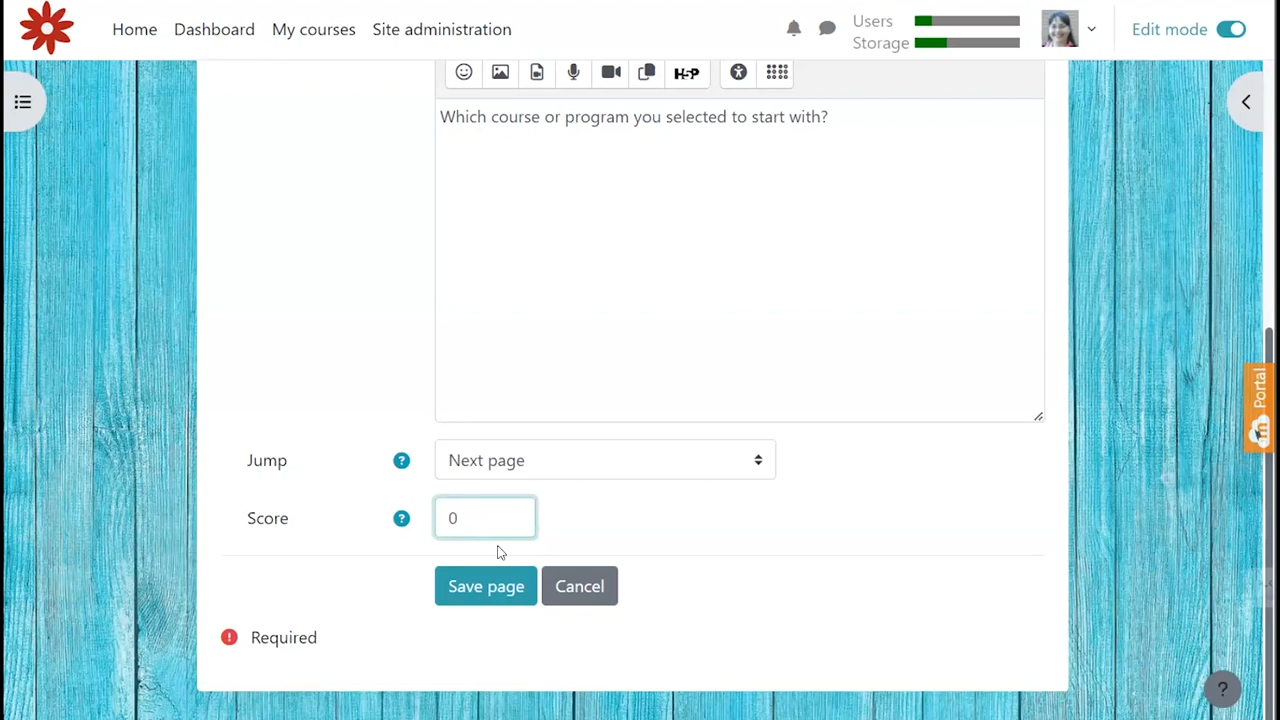 Home Dashboard My courses Site administration
Users
Storage
Edit mode
H5P
Which course or program you selected to start with?
Portal
Jump ? Next page
Score ? 0
Save page Cancel
! Required
?